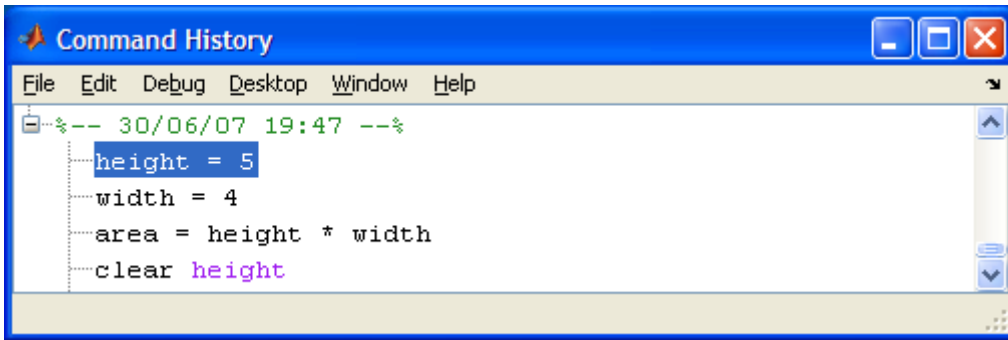 Command History
File Edit Debug Desktop Window Help
%-- 30/06/07 19:47 --%
height = 5
width = 4
area = height * width
clear height